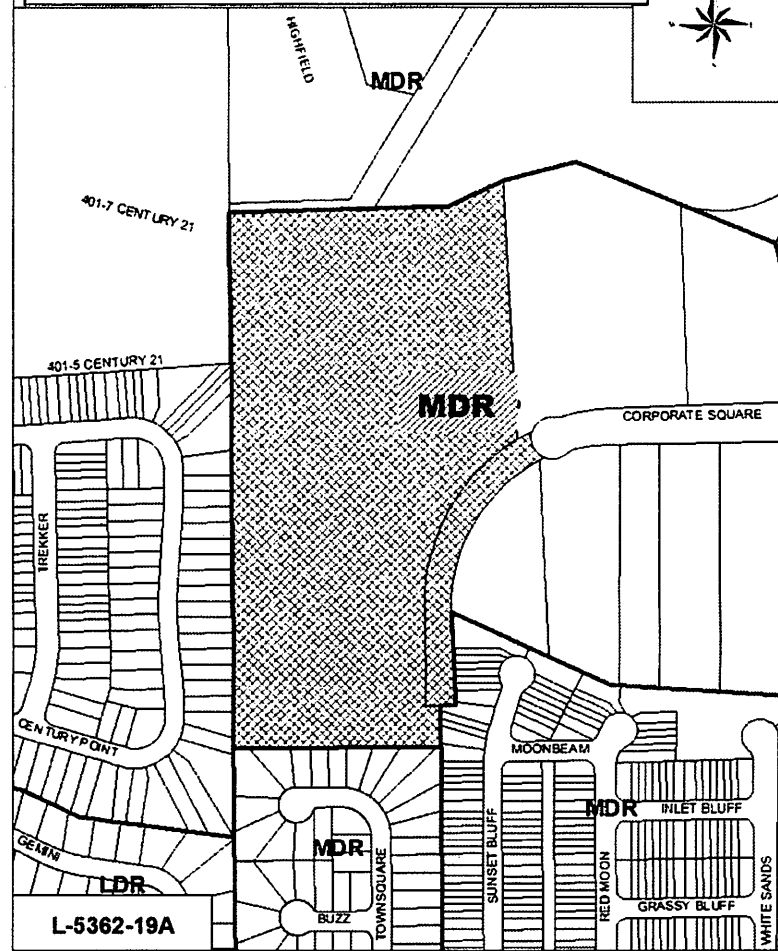 HIGHFIELD
MDR
401-7 CENTURY 21
401-5 CENTURY 21
MDR
CORPORATE SQUARE
TREKKER
CENTURY POINT
MOONBEAM
MDR
INLET BLUFF
SUNSET BLUFF
RED MOON
GEMINI
MDR
TOWNSQUARE
LDR
GRASSY BLUFF
WHITE SANDS
BUZZ
L-5362-19A